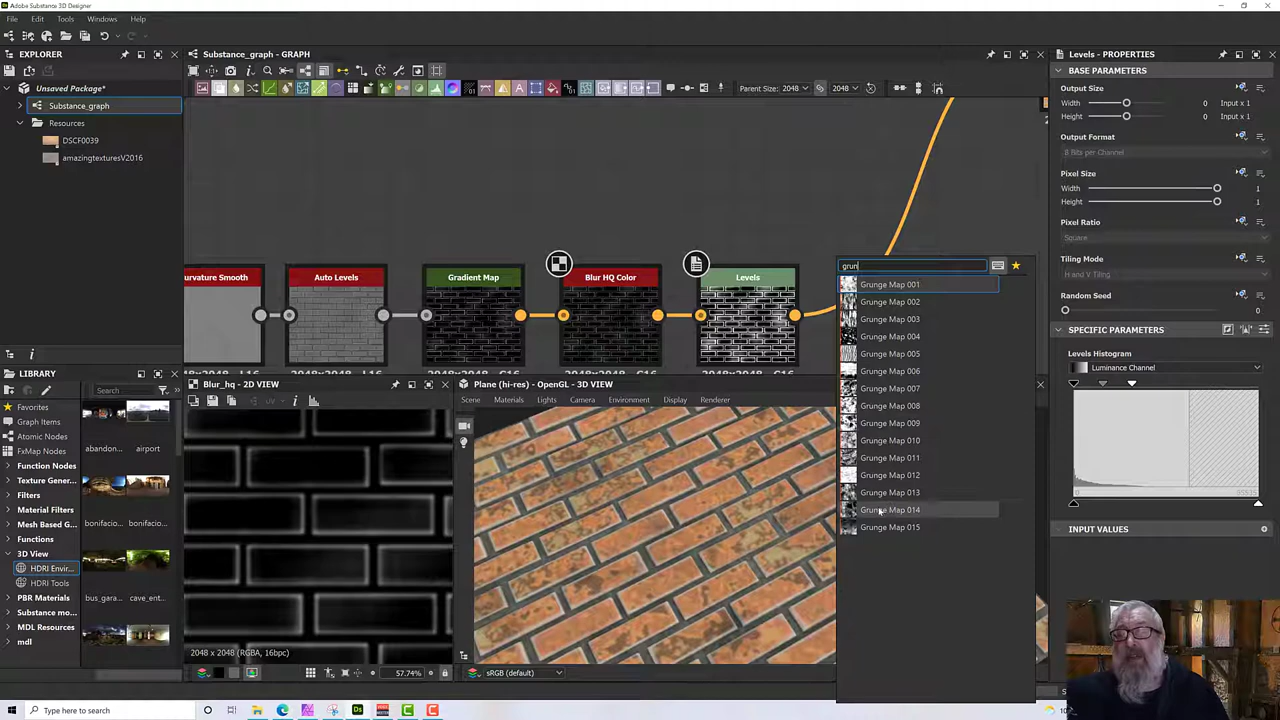 Adobe Substance 3D Designer
File Edit Tools Windows Help
EXPLORER
Substance_graph - GRAPH
Levels - PROPERTIES
Unsaved Package*
Substance_graph
Resources
DSCF0039
amazingtexturesV2016
Parent Size: 2048 2048
BASE PARAMETERS
Output Size
Width 0 Input x 1
Height 0 Input x 1
Output Format
8 Bits per Channel
Pixel Size
Width 1
Height 1
Pixel Ratio
Square
Tiling Mode
H and V Tiling
Random Seed
0
SPECIFIC PARAMETERS
Levels Histogram
Luminance Channel
65535
INPUT VALUES
urvature Smooth
Auto Levels
Gradient Map
Blur HQ Color
Levels
grun
Grunge Map 001
Grunge Map 002
Grunge Map 003
Grunge Map 004
Grunge Map 005
Grunge Map 006
Grunge Map 007
Grunge Map 008
Grunge Map 009
Grunge Map 010
Grunge Map 011
Grunge Map 012
Grunge Map 013
Grunge Map 014
Grunge Map 015
LIBRARY
Search
Favorites
Graph Items
Atomic Nodes
FxMap Nodes
Function Nodes
Texture Gener...
Filters
Material Filters
Mesh Based G...
Functions
3D View
HDRI Envir...
HDRI Tools
PBR Materials
Substance mo...
MDL Resources
mdl
abandon...
airport
bonifacio...
bonifacio...
bus_gara...
cave_ent...
Blur_hq - 2D VIEW
UV
2048 x 2048 (RGBA, 16bpc)
57.74%
Plane (hi-res) - OpenGL - 3D VIEW
Scene Materials Lights Camera Environment Display Renderer
sRGB (default)
Type here to search